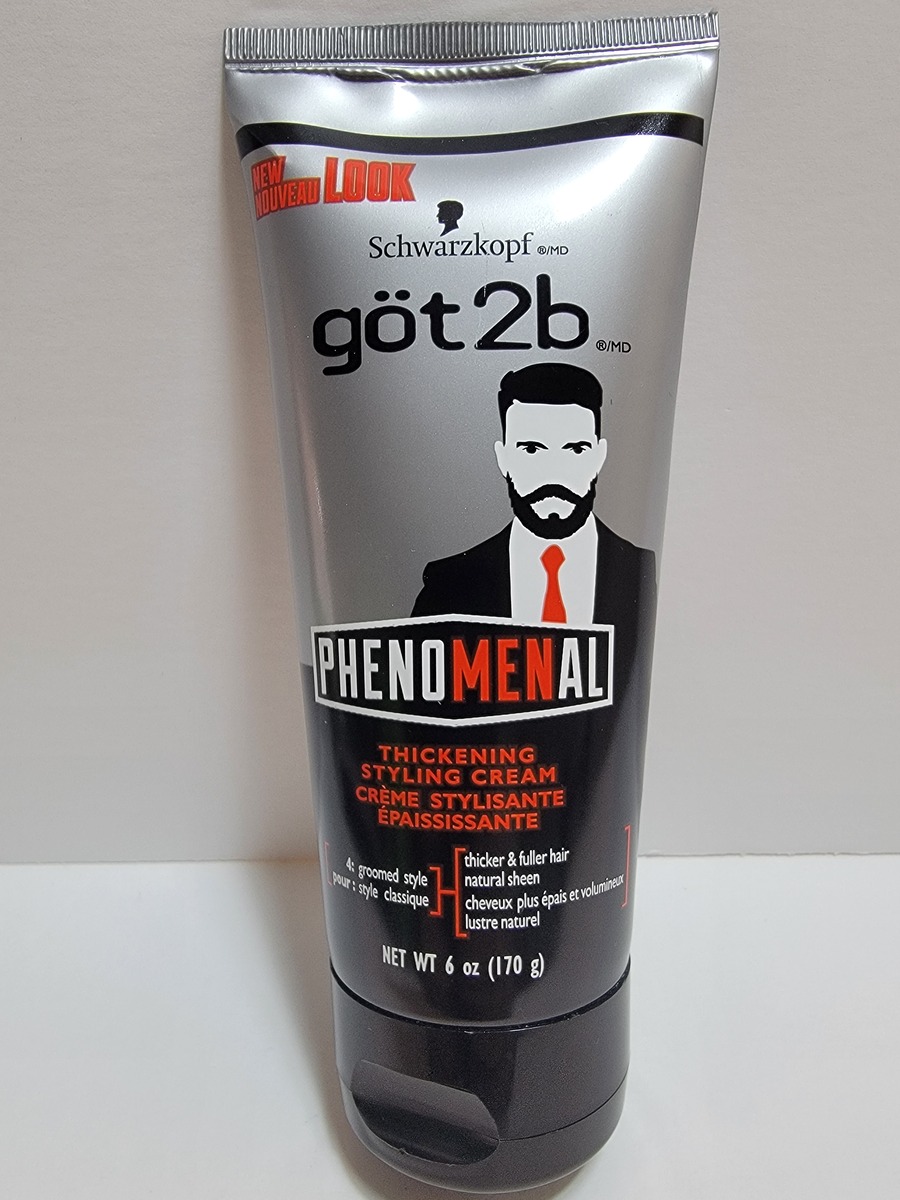 NEW
NOUVEAU LOOK
Schwarzkopf ®/MD
göt2b ®/MD
PHENOMENAL
THICKENING
STYLING CREAM
CRÈME STYLISANTE
ÉPAISSISSANTE
4: groomed style
pour : style classique
thicker & fuller hair
natural sheen
cheveux plus épais et volumineux
lustre naturel
NET WT 6 oz (170 g)